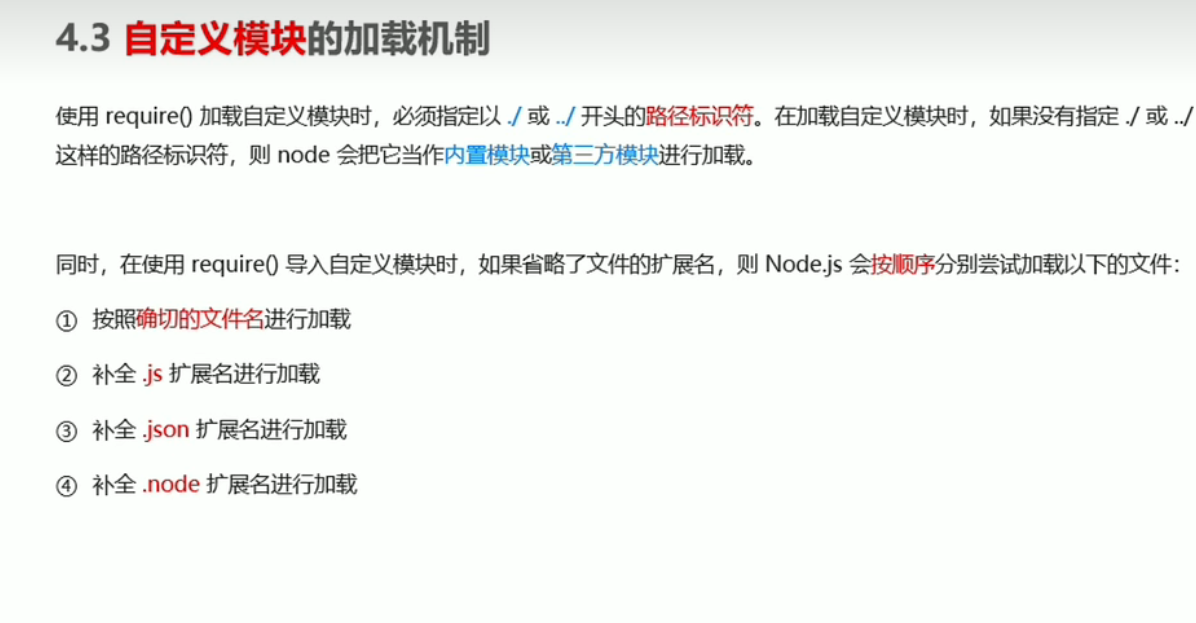 4.3 自定义模块的加载机制
使用 require() 加载自定义模块时，必须指定以 ./ 或 ../ 开头的路径标识符。在加载自定义模块时，如果没有指定 ./ 或 ../
这样的路径标识符，则 node 会把它当作内置模块或第三方模块进行加载。
同时，在使用 require() 导入自定义模块时，如果省略了文件的扩展名，则 Node.js 会按顺序分别尝试加载以下的文件：
① 按照确切的文件名进行加载
② 补全 .js 扩展名进行加载
③ 补全 .json 扩展名进行加载
④ 补全 .node 扩展名进行加载